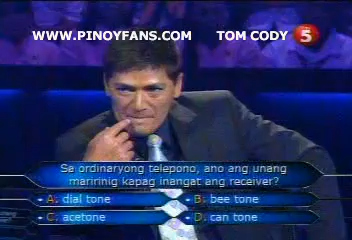 WWW.PINOYFANS.COM TOM CODY 5
Sa ordinaryong telepono, ano ang unang
maririnig kapag inangat ang receiver?
A: dial tone B: bee tone
C: acetone D: can tone